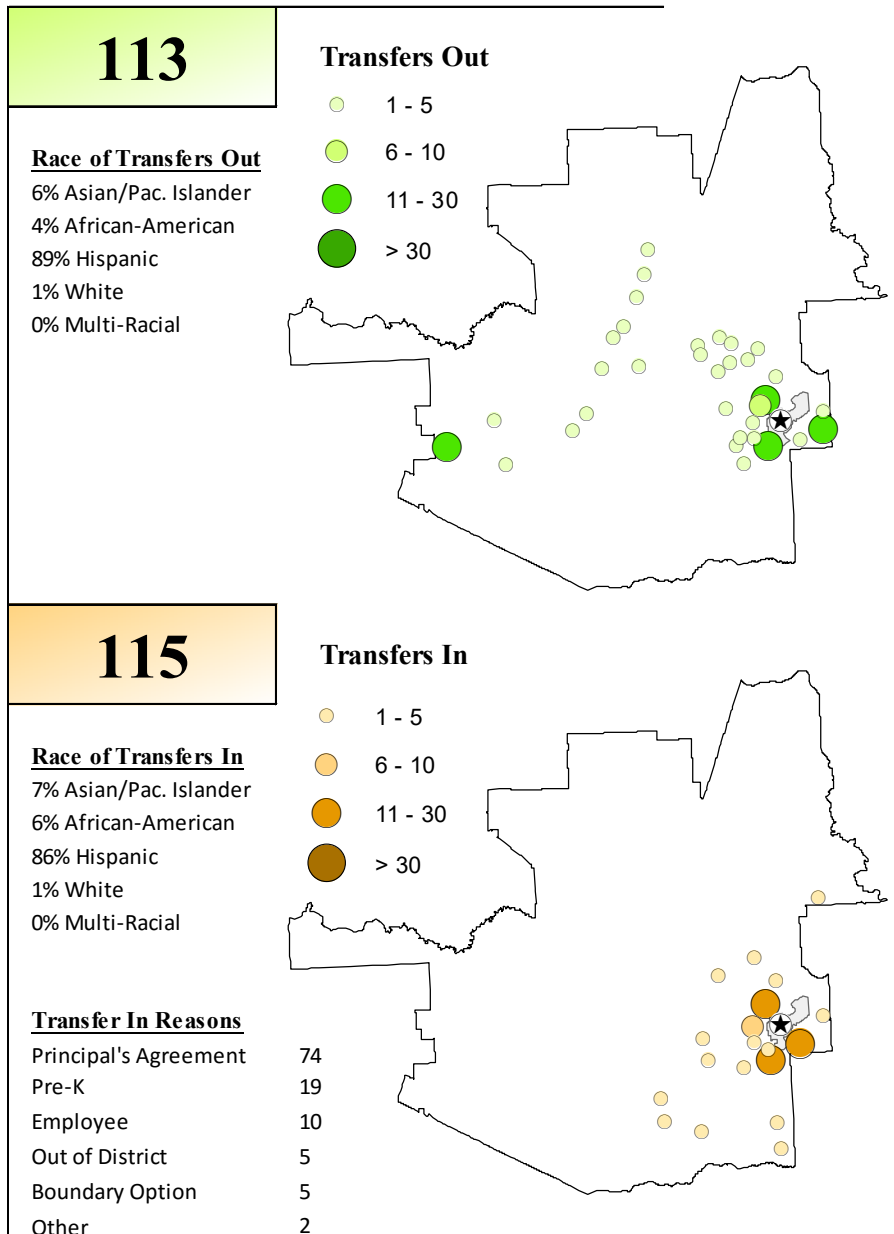 113
Transfers Out
1 - 5
6 - 10
11 - 30
> 30
Race of Transfers Out
6% Asian/Pac. Islander
4% African-American
89% Hispanic
1% White
0% Multi-Racial
115
Transfers In
1 - 5
6 - 10
11 - 30
> 30
Race of Transfers In
7% Asian/Pac. Islander
6% African-American
86% Hispanic
1% White
0% Multi-Racial
Transfer In Reasons
Principal's Agreement 74
Pre-K 19
Employee 10
Out of District 5
Boundary Option 5
Other 2